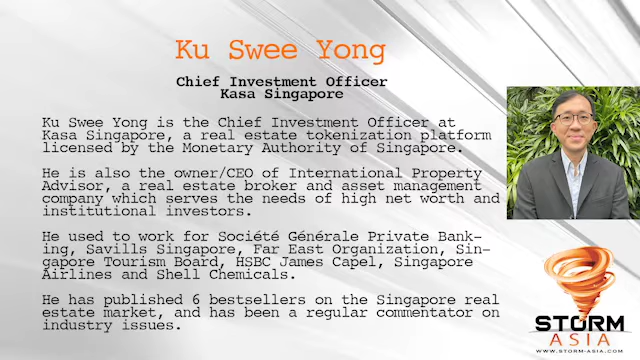 Ku Swee Yong
Chief Investment Officer
Kasa Singapore
Ku Swee Yong is the Chief Investment Officer at
Kasa Singapore, a real estate tokenization platform
licensed by the Monetary Authority of Singapore.
He is also the owner/CEO of International Property
Advisor, a real estate broker and asset management
company which serves the needs of high net worth and
institutional investors.
He used to work for Société Générale Private Bank-
ing, Savills Singapore, Far East Organization, Sin-
gapore Tourism Board, HSBC James Capel, Singapore
Airlines and Shell Chemicals.
He has published 6 bestsellers on the Singapore real
estate market, and has been a regular commentator on
industry issues.
STORM
ASIA
WWW.STORM-ASIA.COM